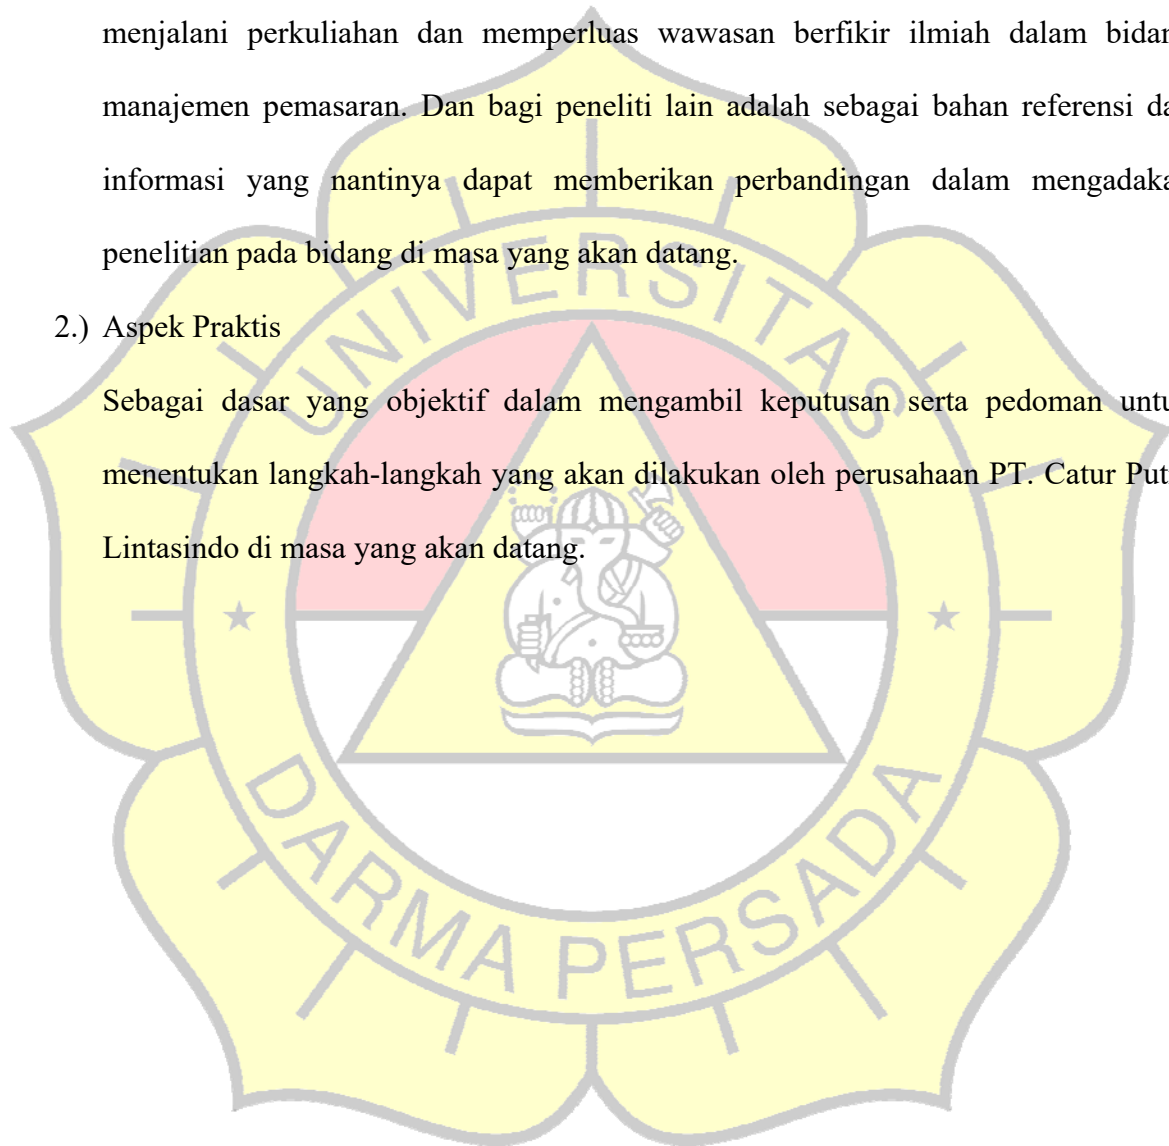 menjalani perkuliahan dan memperluas wawasan berfikir ilmiah dalam bidan
manajemen pemasaran. Dan bagi peneliti lain adalah sebagai bahan referensi da
informasi yang nantinya dapat memberikan perbandingan dalam mengadaka
penelitian pada bidang di masa yang akan datang.
2.) Aspek Praktis
Sebagai dasar yang objektif dalam mengambil keputusan serta pedoman untu
menentukan langkah-langkah yang akan dilakukan oleh perusahaan PT. Catur Put
Lintasindo di masa yang akan datang.
UNIVERSITAS
DARMA PERSADA